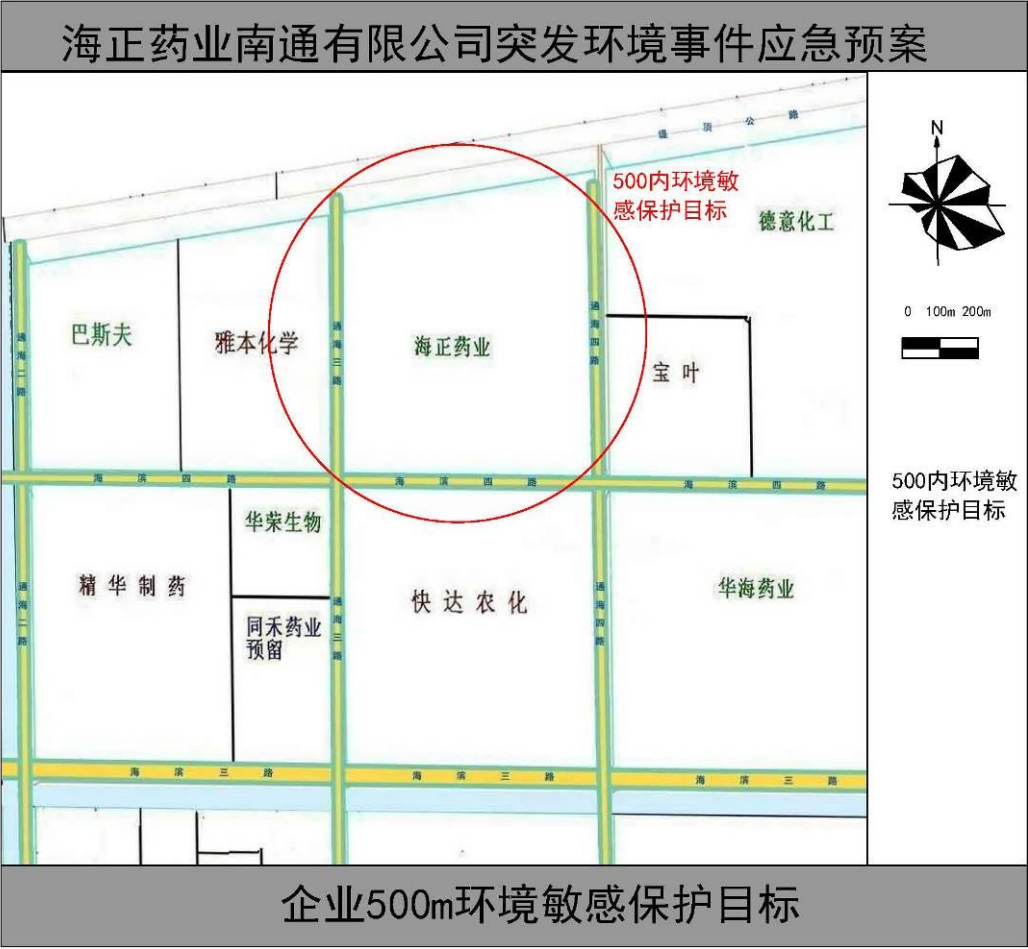 海正药业南通有限公司突发环境事件应急预案
堤顶公路
N
500内环境敏
感保护目标
德意化工
0 100m 200m
通海二路
巴斯夫
雅本化学
通海三路
海正药业
通海四路
宝叶
500内环境敏
感保护目标
海滨四路
海滨四路
海滨四路
华荣生物
精华制药
通海二路
同禾药业
预留
通海三路
快达农化
通海四路
华海药业
海滨三路
海滨三路
海滨三路
企业500m环境敏感保护目标